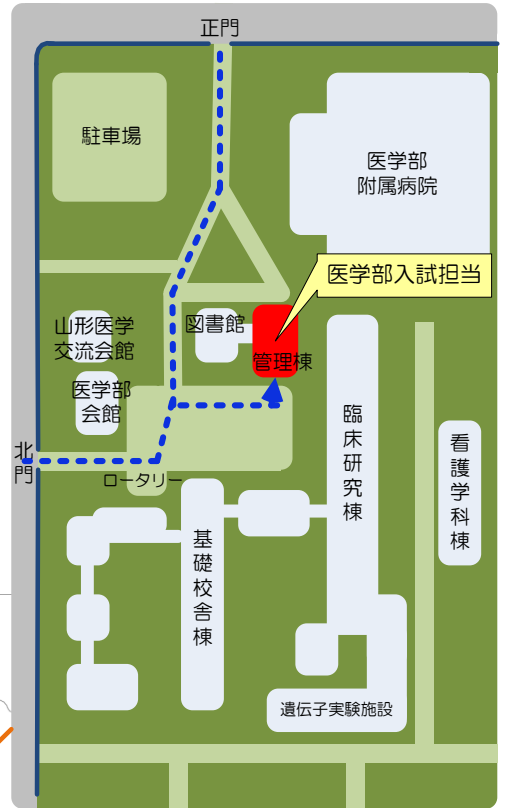 正門
駐車場
医学部
附属病院
医学部入試担当
図書館
山形医学
交流会館
管理棟
医学部
会館
臨床研究棟
看護学科棟
北門
ロータリー
基礎校舎棟
遺伝子実験施設